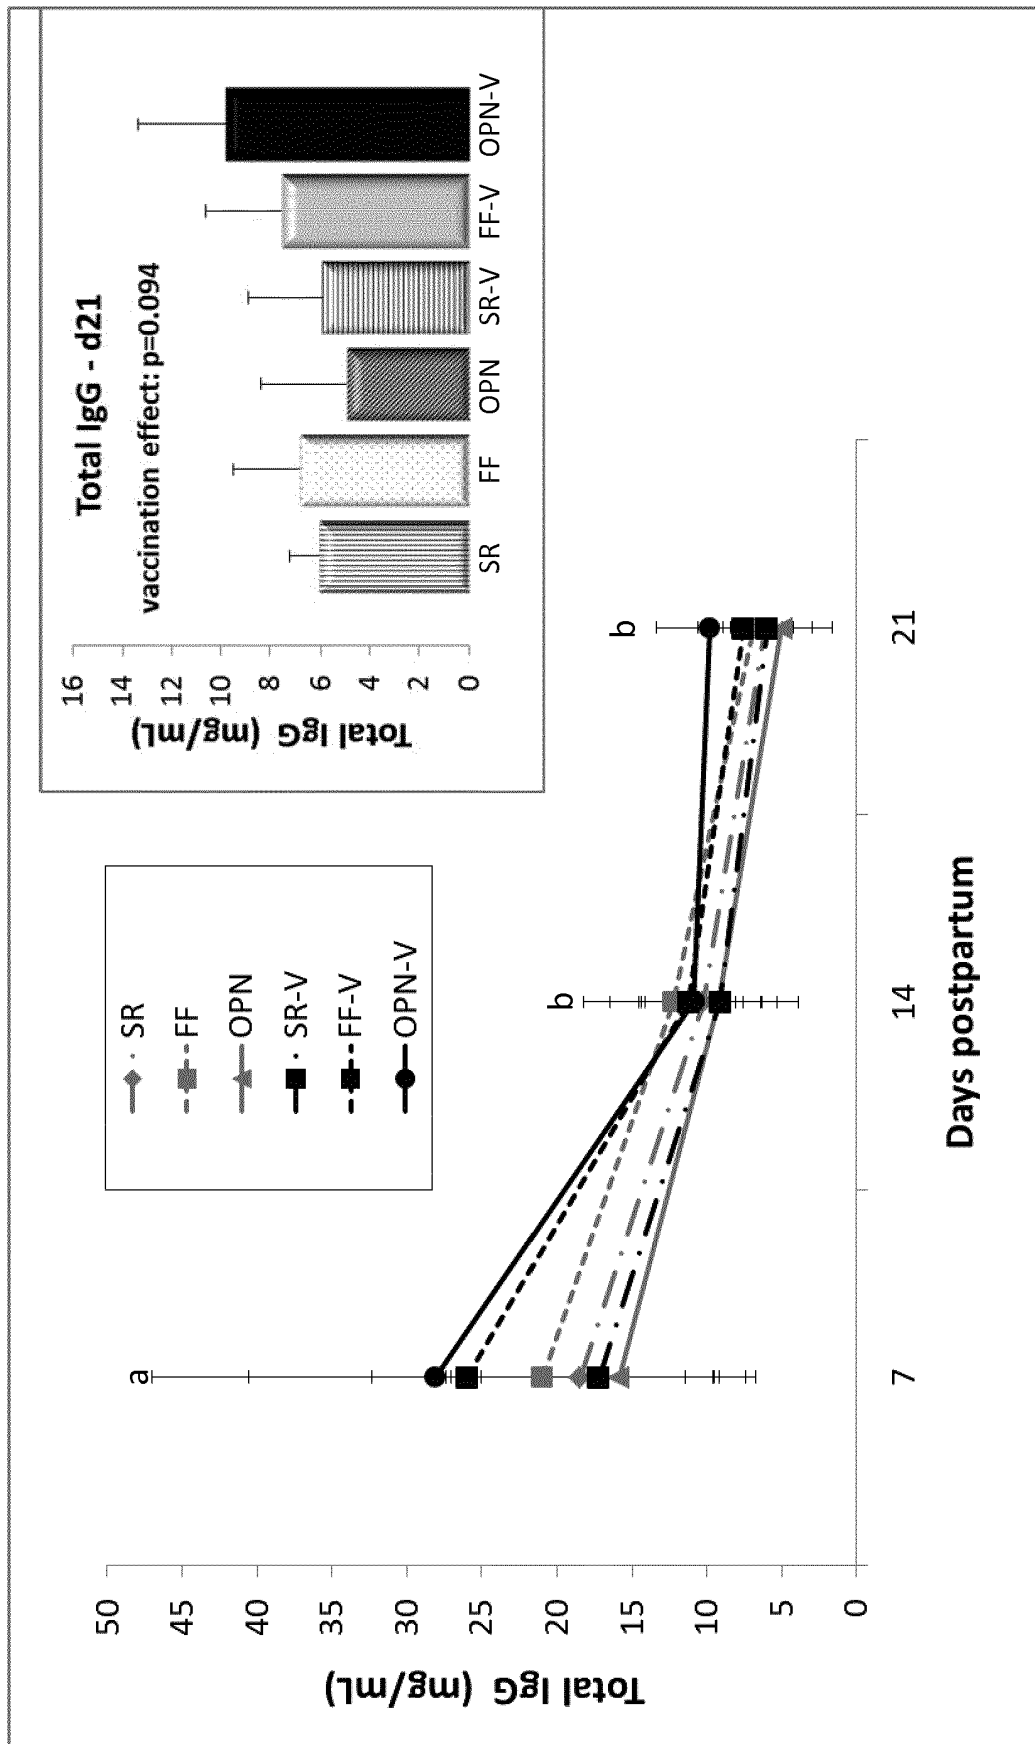 Total IgG (mg/mL)
50
45
40
35
30
25
20
15
10
5
0
a
b
b
7
14
21
Days postpartum
SR
FF
OPN
SR-V
FF-V
OPN-V
Total IgG - d21
vaccination effect: p=0.094
Total IgG (mg/mL)
16
14
12
10
8
6
4
2
0
SR
FF
OPN
SR-V
FF-V
OPN-V